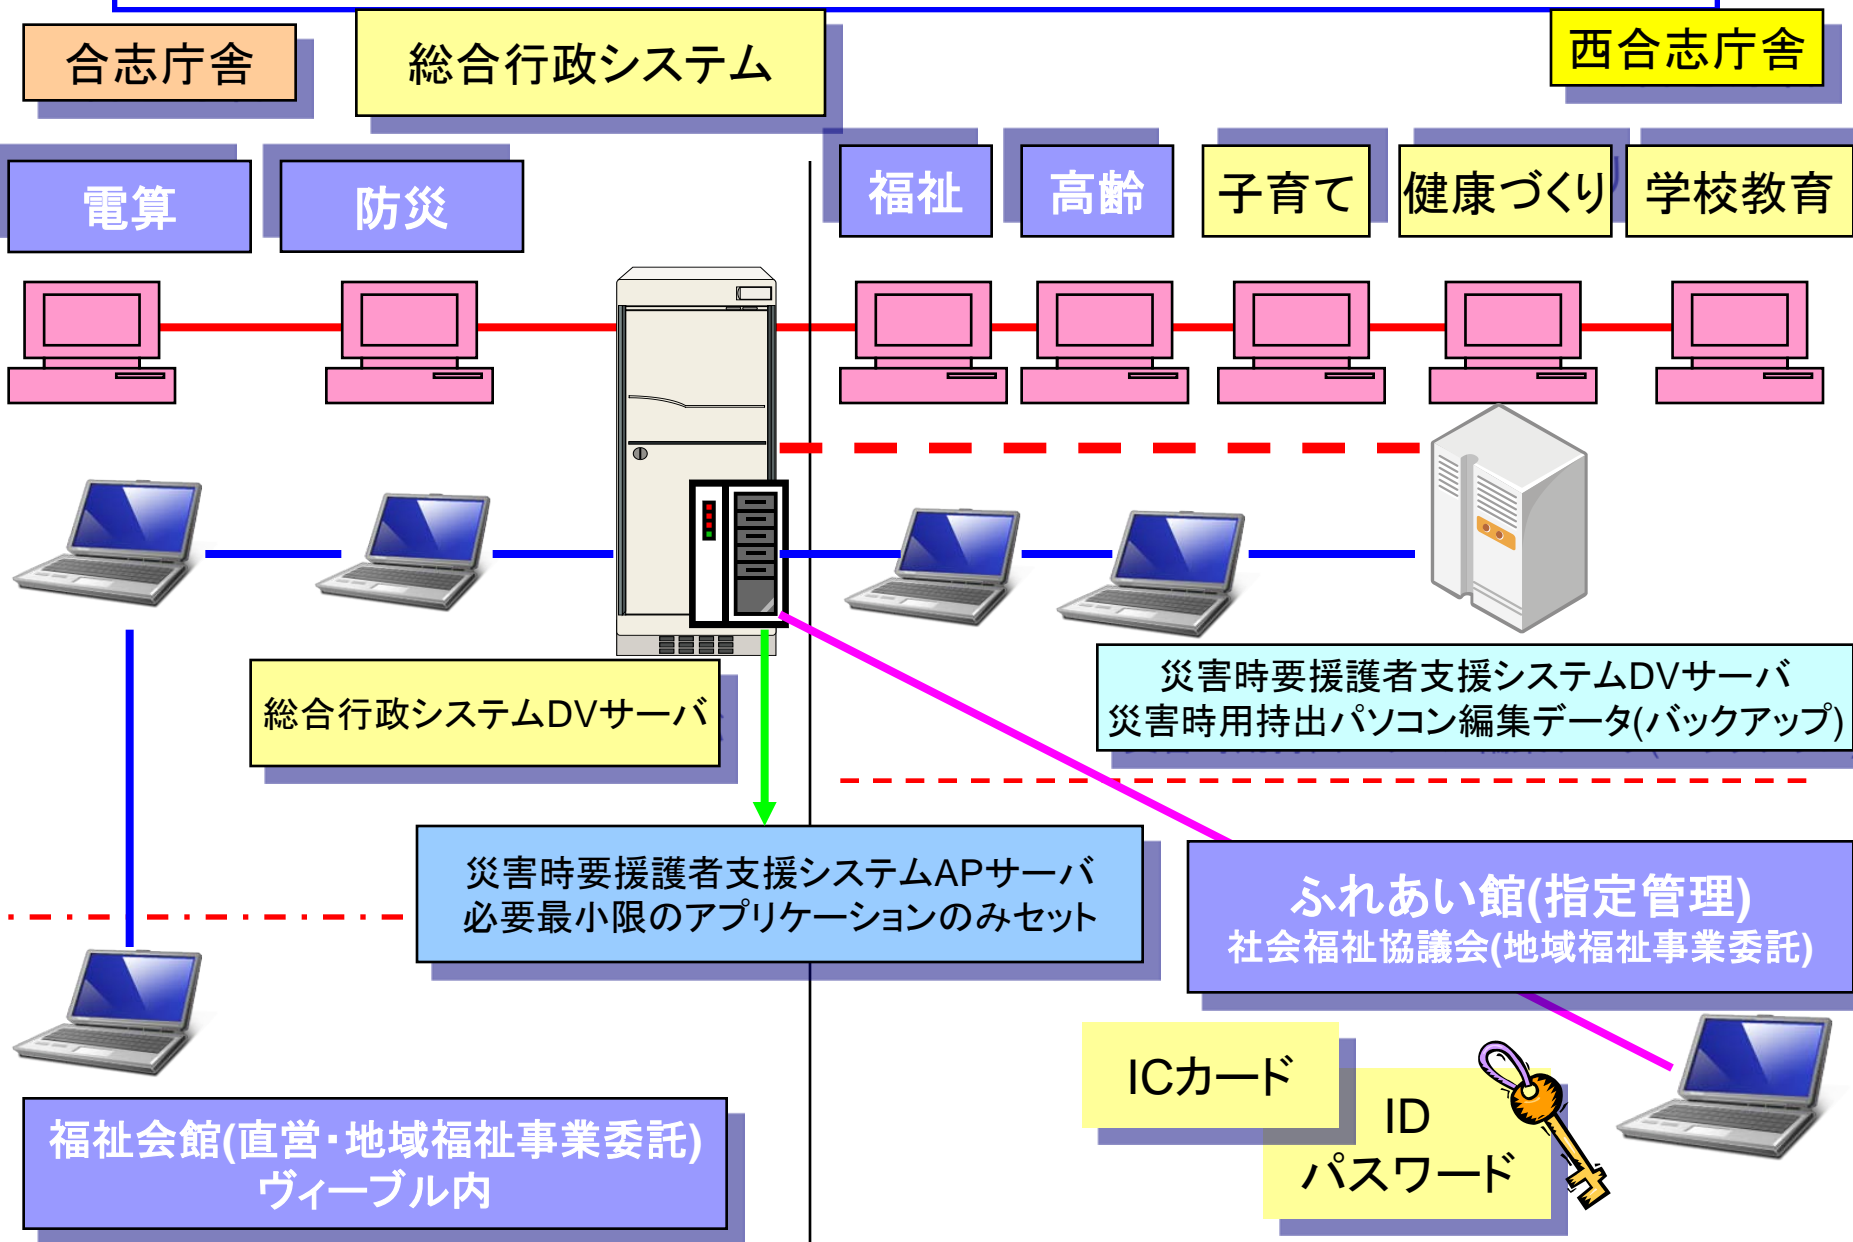 合志庁舎
総合行政システム
西合志庁舎
電算
防災
福祉
高齢
子育て
健康づくり
学校教育
総合行政システムDVサーバ
災害時要援護者支援システムDVサーバ
災害時用持出パソコン編集データ(バックアップ)
災害時要援護者支援システムAPサーバ
必要最小限のアプリケーションのみセット
ふれあい館(指定管理)
社会福祉協議会(地域福祉事業委託)
ICカード
ID
パスワード
福祉会館(直営・地域福祉事業委託)
ヴィーブル内